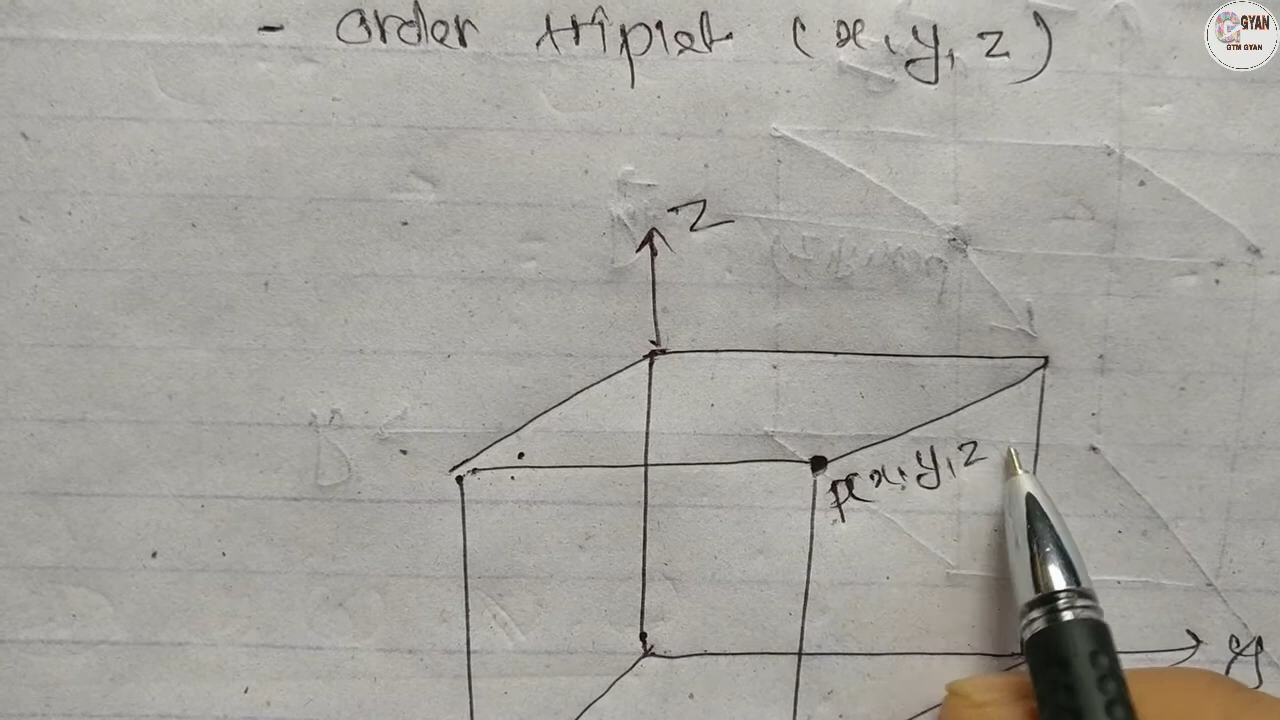 - order triplet (x, y, z)
z
P(x, y, z
y
GYAN
GTM GYAN